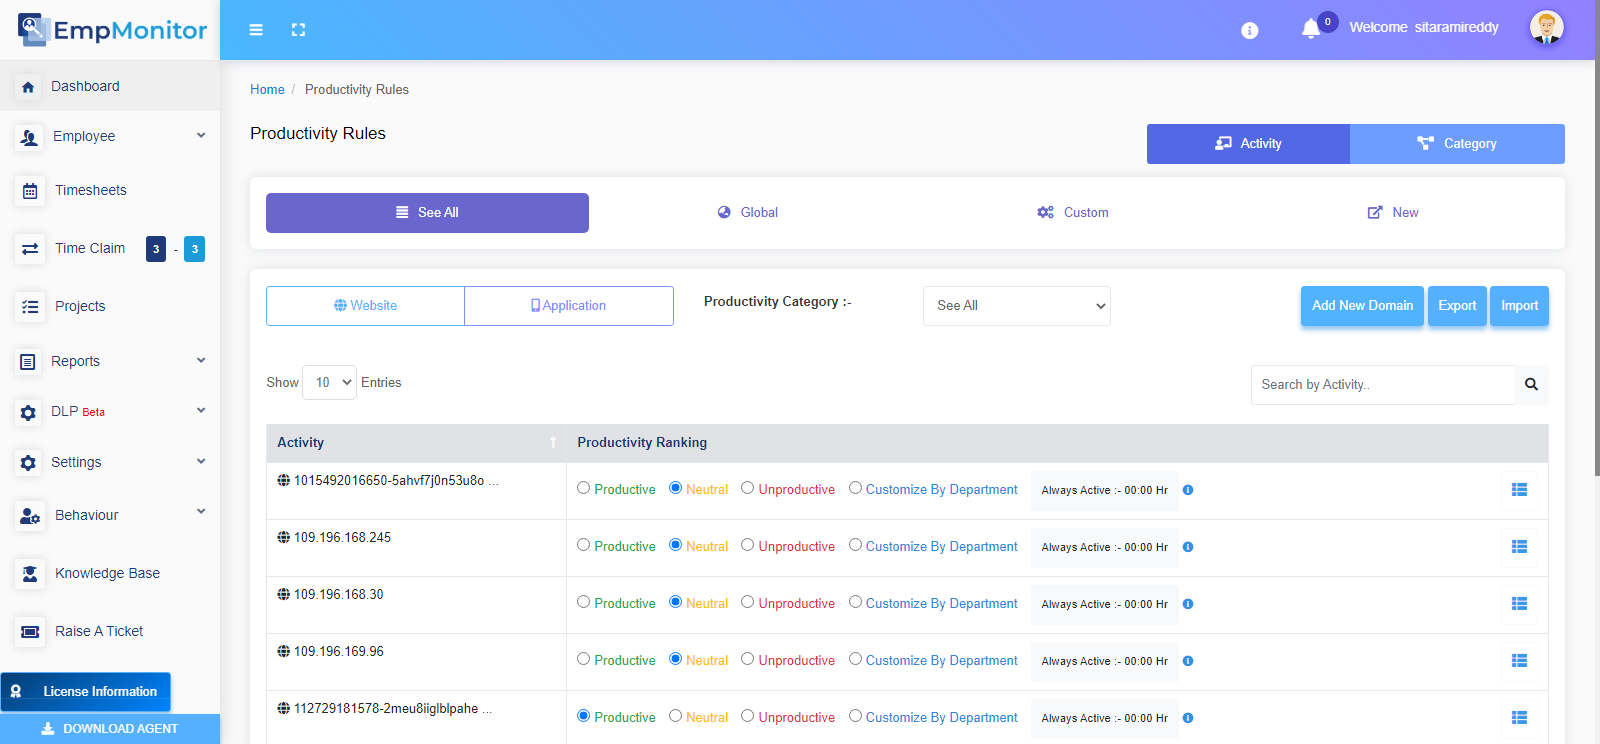 EmpMonitor
0
Welcome sitaramireddy
Dashboard
Employee
Timesheets
Time Claim 3 - 3
Projects
Reports
DLP Beta
Settings
Behaviour
Knowledge Base
Raise A Ticket
License Information
DOWNLOAD AGENT
Home / Productivity Rules
Productivity Rules
Activity
Category
See All
Global
Custom
New
Website
Application
Productivity Category :-
See All
Add New Domain
Export
Import
Show 10 Entries
Search by Activity..
Activity
Productivity Ranking
1015492016650-5ahvf7j0n53u8o ...
Productive Neutral Unproductive Customize By Department Always Active :- 00:00 Hr
109.196.168.245
Productive Neutral Unproductive Customize By Department Always Active :- 00:00 Hr
109.196.168.30
Productive Neutral Unproductive Customize By Department Always Active :- 00:00 Hr
109.196.169.96
Productive Neutral Unproductive Customize By Department Always Active :- 00:00 Hr
112729181578-2meu8iiglblpahe ...
Productive Neutral Unproductive Customize By Department Always Active :- 00:00 Hr